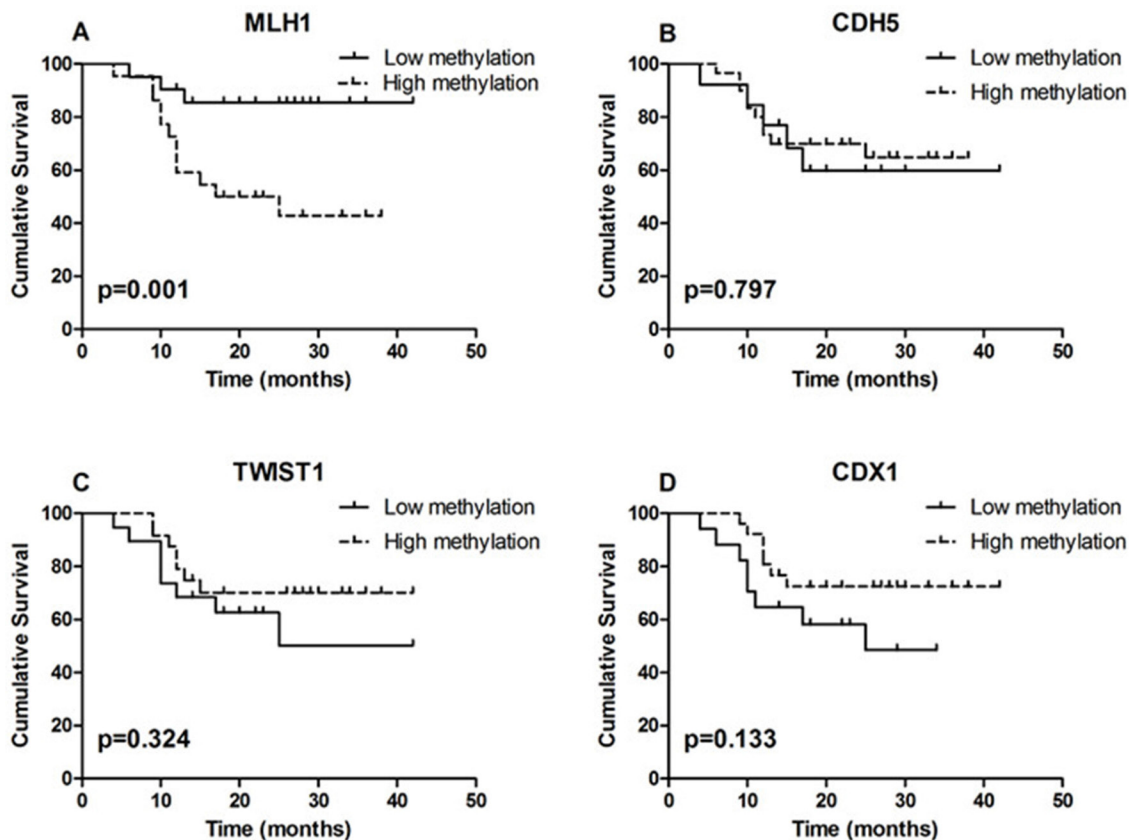 A
MLH1
Low methylation
High methylation
100
80
60
40
20
0
Cumulative Survival
p=0.001
0 10 20 30 40 50
Time (months)
B
CDH5
Low methylation
High methylation
100
80
60
40
20
0
Cumulative Survival
p=0.797
0 10 20 30 40 50
Time (months)
C
TWIST1
Low methylation
High methylation
100
80
60
40
20
0
Cumulative Survival
p=0.324
0 10 20 30 40 50
Time (months)
D
CDX1
Low methylation
High methylation
100
80
60
40
20
0
Cumulative Survival
p=0.133
0 10 20 30 40 50
Time (months)